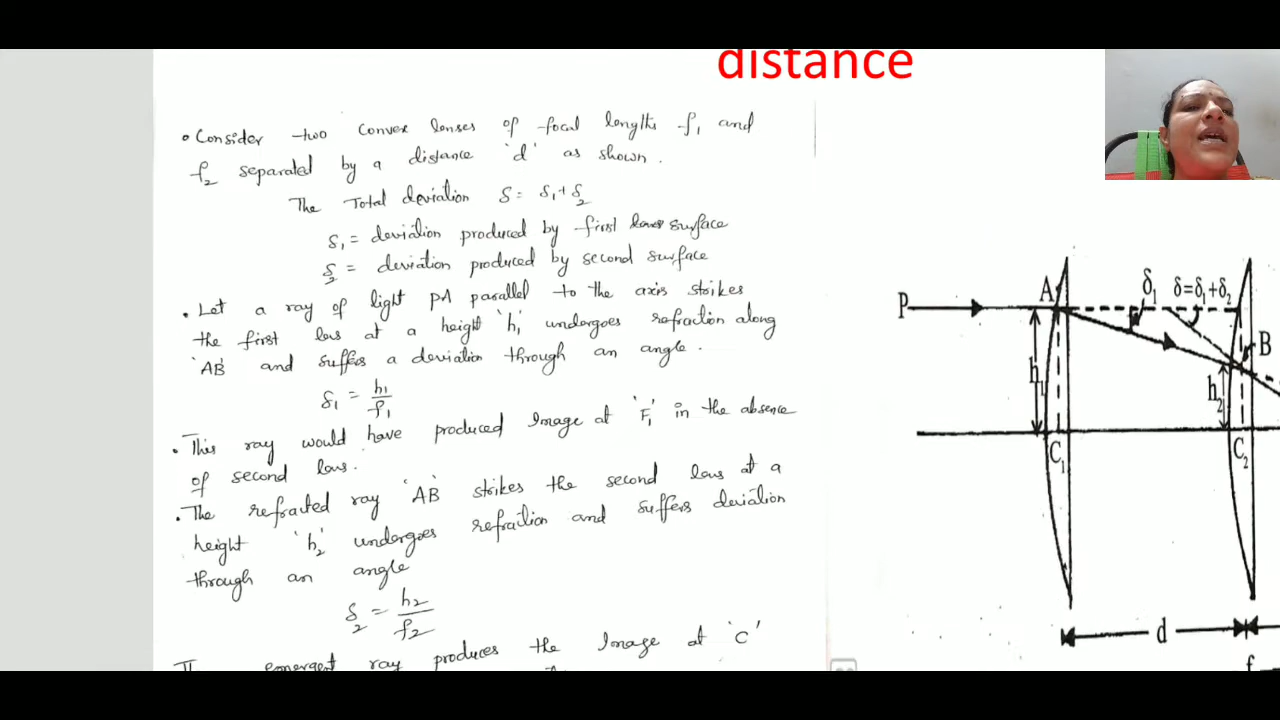 distance
• Consider two convex lenses of focal lengths f₁ and
f₂ separated by a distance 'd' as shown.
The Total deviation δ = δ₁+δ₂
δ₁ = deviation produced by first surface
δ₂ = deviation produced by second surface
• Let a ray of light PA parallel to the axis strikes
the first lens at a height 'h₁' undergoes refraction along
'AB' and suffers a deviation through an angle.
δ₁ = h₁/f₁
• This ray would have produced Image at 'F₁' in the absence
of second lens.
• The refracted ray 'AB' strikes the second lens at a
height 'h₂' undergoes refraction and suffers deviation
through an angle
δ₂ = h₂/f₂
emergent ray produces the Image at 'C'
P
A
δ₁
δ=δ₁+δ₂
B
h₁
h₂
C₁
C₂
d
f